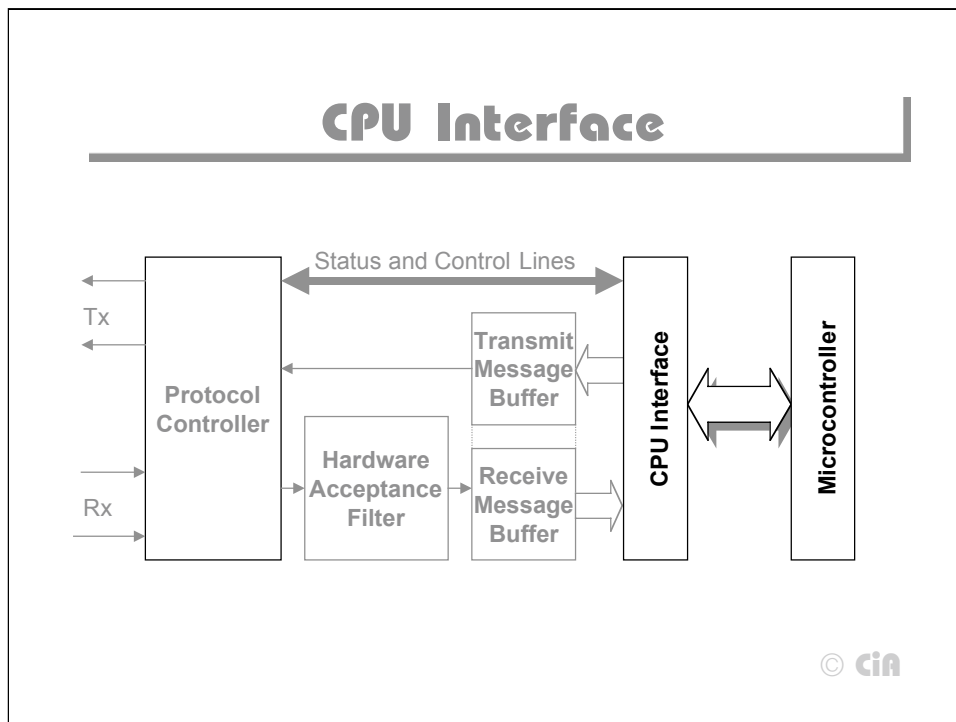 CPU Interface
Status and Control Lines
Tx
Transmit
Message
Buffer
Protocol
Controller
Hardware
Acceptance
Filter
Receive
Message
Buffer
Rx
CPU Interface
Microcontroller
© CiA